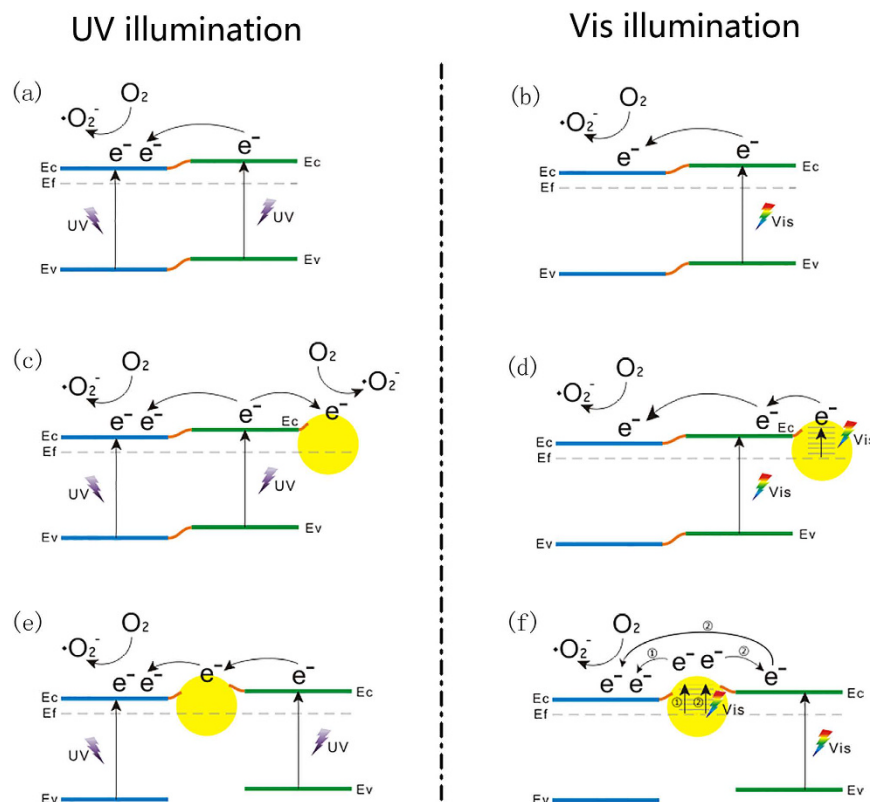 UV illumination
Vis illumination
(a)
O₂
·O₂⁻
e⁻ e⁻
e⁻
Ec
Ec
Ef
UV
UV
Ev
Ev
(b)
O₂
·O₂⁻
e⁻
e⁻
Ec
Ec
Ef
Vis
Ev
Ev
(c)
O₂
·O₂⁻
O₂
·O₂⁻
e⁻ e⁻
e⁻
e⁻
Ec
Ec
Ef
UV
UV
Ev
Ev
(d)
O₂
·O₂⁻
e⁻
e⁻
e⁻
Ec
Ec
Vis
Ef
Vis
Ev
Ev
(e)
O₂
·O₂⁻
e⁻ e⁻
e⁻
e⁻
Ec
Ec
Ef
UV
UV
Ev
(f)
O₂
·O₂⁻
②
①
e⁻ e⁻
②
e⁻ e⁻
e⁻
Ec
Ec
① ②
Vis
Ef
Vis
Ev